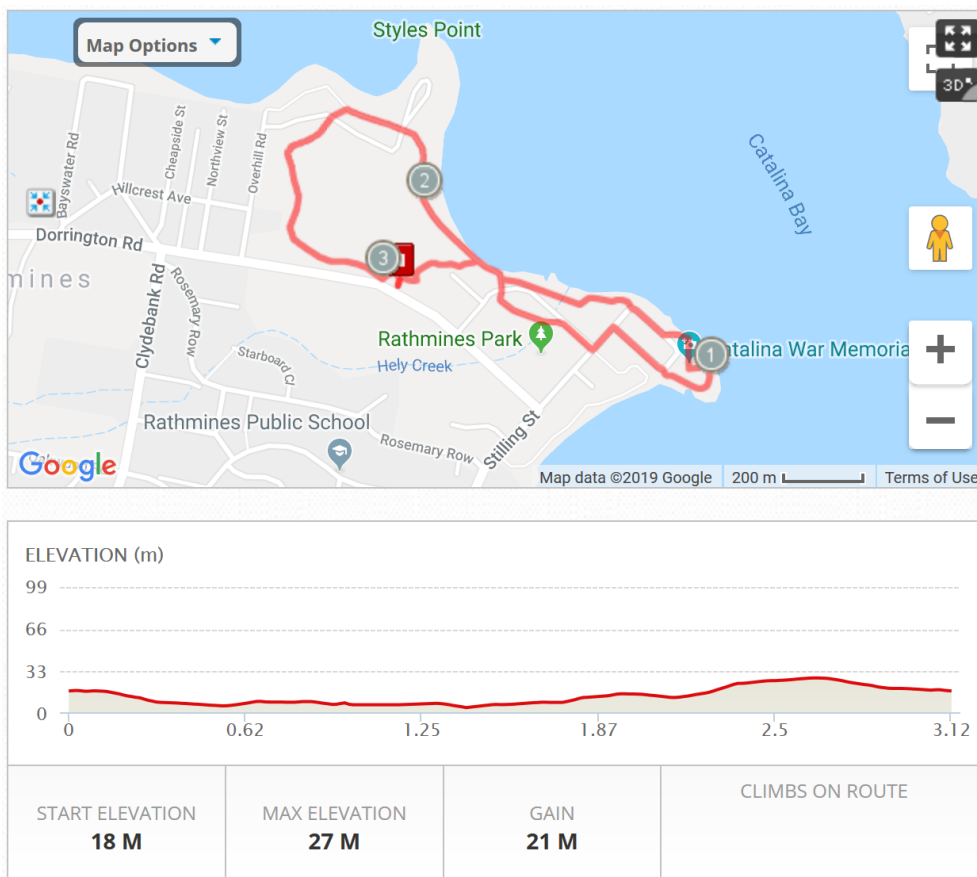 Styles Point
Map Options
3D
Cheapside St
Northview St
Overhill Rd
Bayswater Rd
Catalina Bay
2
Hillcrest Ave
Dorrington Rd
3
mines
Clydebank Rd
Rosemary Row
Rathmines Park
1
atalina War Memoria
Starboard Cl
Hely Creek
Rathmines Public School
Rosemary Row
Stilling St
Google
Map data ©2019 Google
200 m
Terms of Use
ELEVATION (m)
99
66
33
0
0 0.62 1.25 1.87 2.5 3.12
START ELEVATION MAX ELEVATION GAIN CLIMBS ON ROUTE
18 M 27 M 21 M